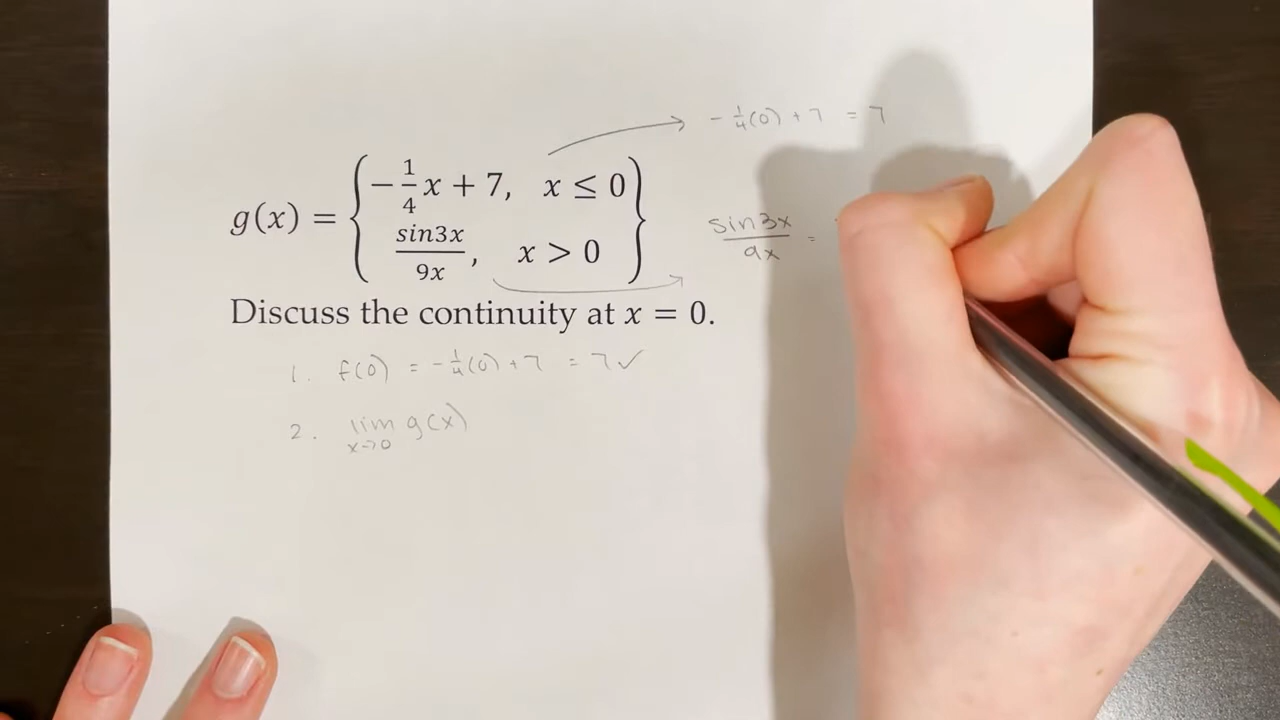 -1/4(0) + 7 = 7
g(x) = { -1/4x + 7, x ≤ 0
sin3x/9x, x > 0 }
sin3x/9x =
Discuss the continuity at x = 0.
1. f(0) = -1/4(0) + 7 = 7 ✓
2. lim x→0 g(x)